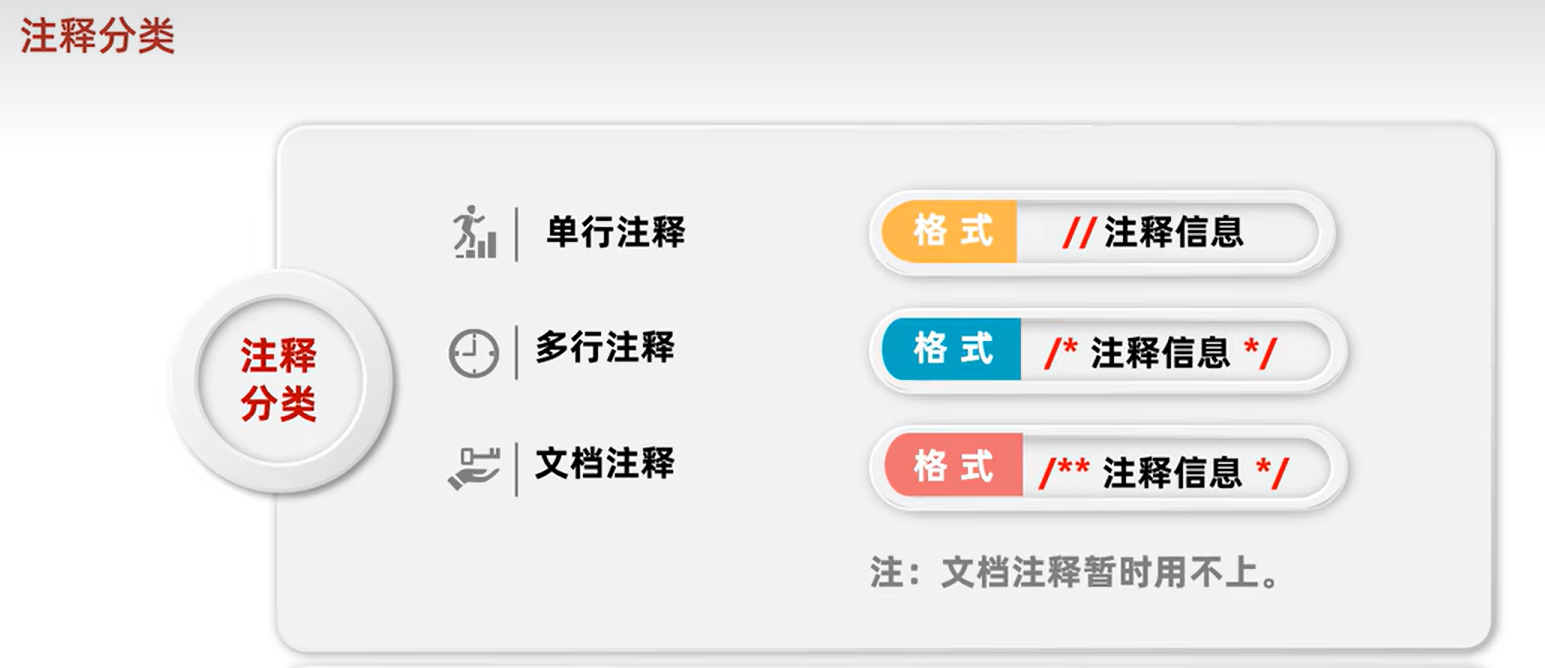 注释分类
注释
分类
单行注释
格 式
// 注释信息
多行注释
格 式
/* 注释信息 */
文档注释
格 式
/** 注释信息 */
注：文档注释暂时用不上。